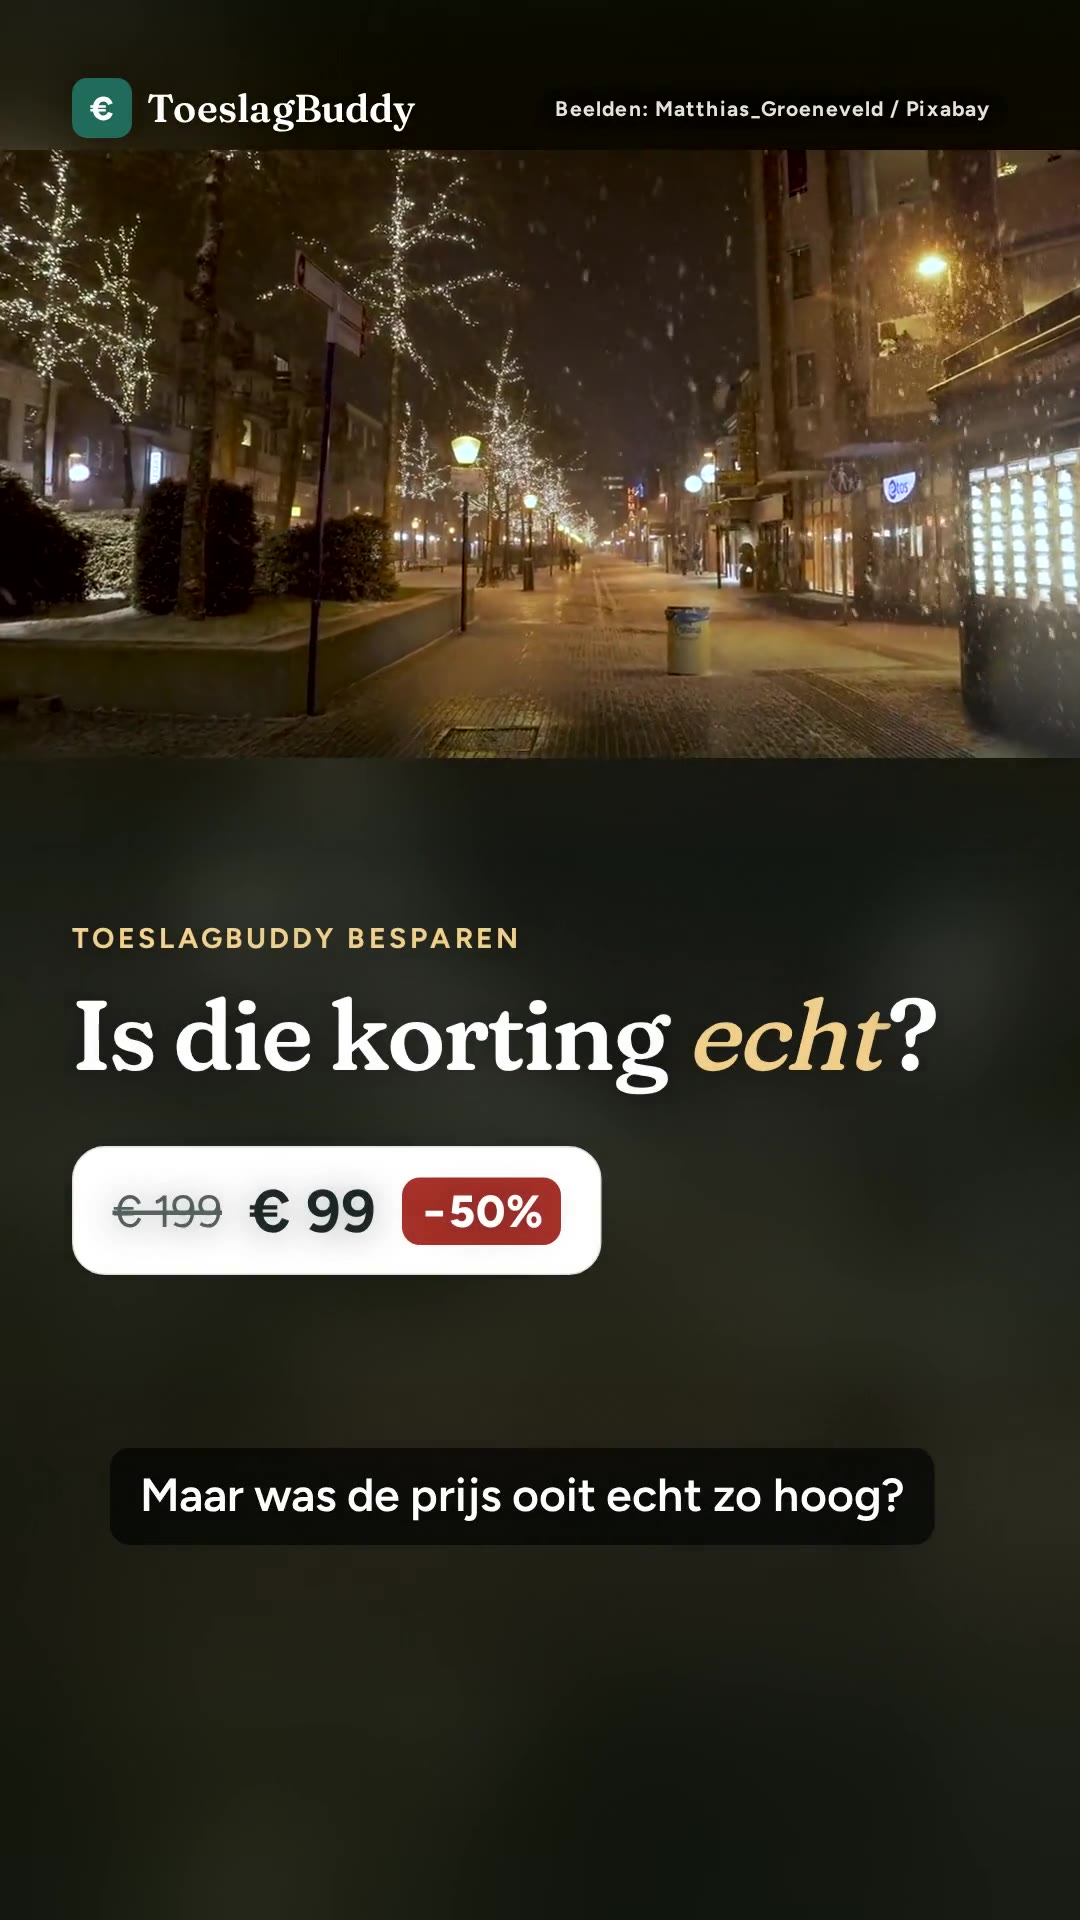 € ToeslagBuddy
Beelden: Matthias_Groeneveld / Pixabay
etos
TOESLAGBUDDY BESPAREN
Is die korting echt?
€ 199 € 99 -50%
Maar was de prijs ooit echt zo hoog?